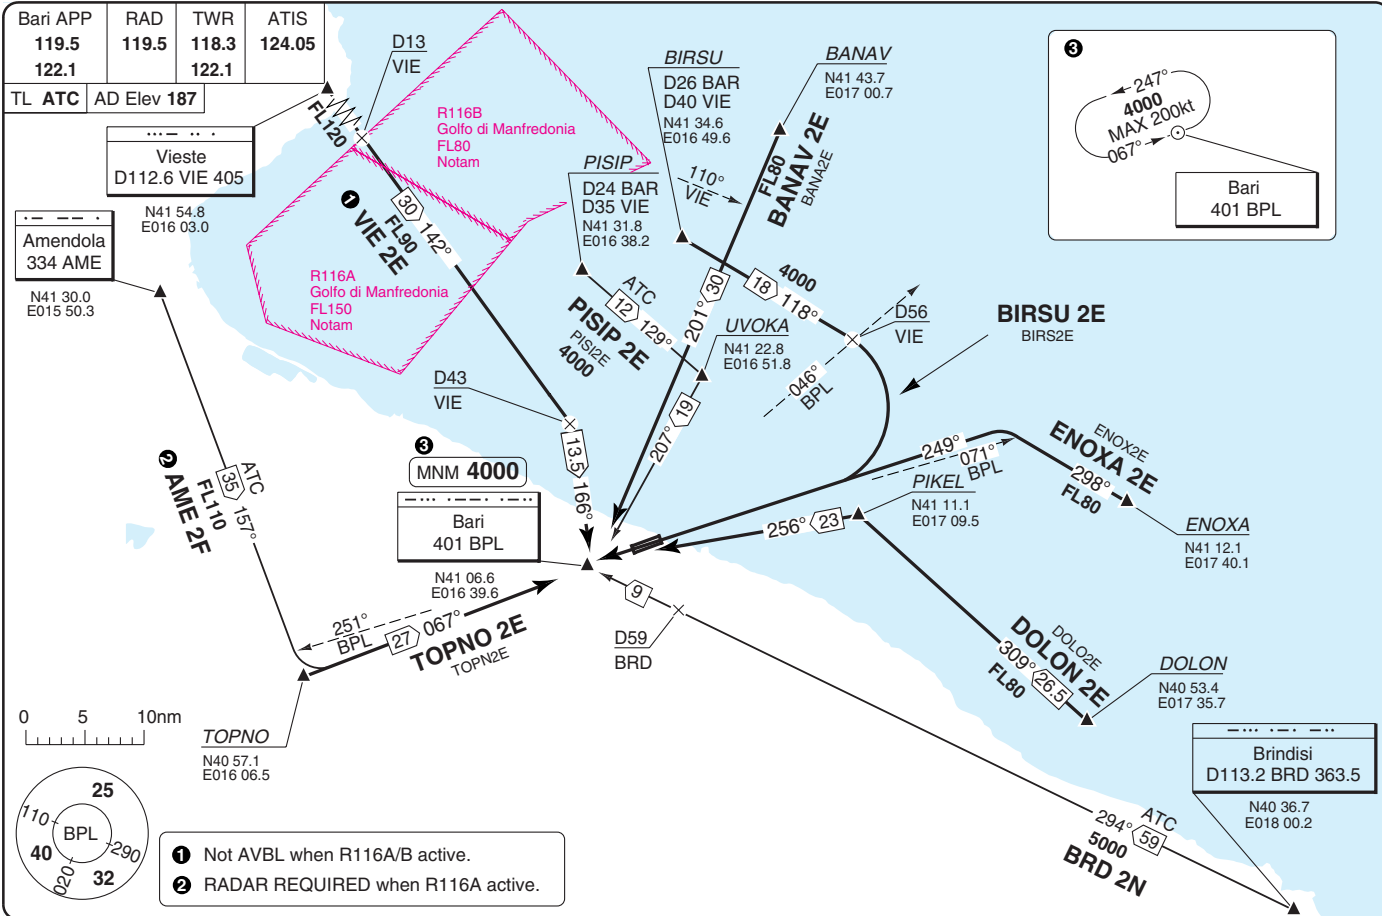 Bari APP
119.5
122.1
RAD
119.5
TWR
118.3
122.1
ATIS
124.05
TL ATC
AD Elev 187
D13
VIE
FL120
Vieste
D112.6 VIE 405
N41 54.8
E016 03.0
Amendola
334 AME
N41 30.0
E015 50.3
R116B
Golfo di Manfredonia
FL80
Notam
R116A
Golfo di Manfredonia
FL150
Notam
1
VIE 2E
FL90
30
142°
PISIP
D24 BAR
D35 VIE
N41 31.8
E016 38.2
BIRSU
D26 BAR
D40 VIE
N41 34.6
E016 49.6
110°
VIE
BANAV
N41 43.7
E017 00.7
FL80
BANAV 2E
BANA2E
201°
30
ATC
12
129°
PISIP 2E
PISI2E
4000
UVOKA
N41 22.8
E016 51.8
19
207°
4000
18
118°
D56
VIE
046°
BPL
BIRSU 2E
BIRS2E
3
247°
4000
MAX 200kt
067°
Bari
401 BPL
D43
VIE
13.5
166°
3
MNM 4000
Bari
401 BPL
N41 06.6
E016 39.6
249°
071°
BPL
ENOX2E
ENOXA 2E
298°
FL80
ENOXA
N41 12.1
E017 40.1
PIKEL
N41 11.1
E017 09.5
256°
23
DOLO2E
DOLON 2E
309°
26.5
FL80
DOLON
N40 53.4
E017 35.7
2
AME 2F
FL110
ATC
35
157°
251°
BPL
27
067°
TOPNO 2E
TOPN2E
TOPNO
N40 57.1
E016 06.5
9
D59
BRD
Brindisi
D113.2 BRD 363.5
N40 36.7
E018 00.2
294°
ATC
59
5000
BRD 2N
0 5 10nm
25
110
BPL
290
40
020
32
1 Not AVBL when R116A/B active.
2 RADAR REQUIRED when R116A active.